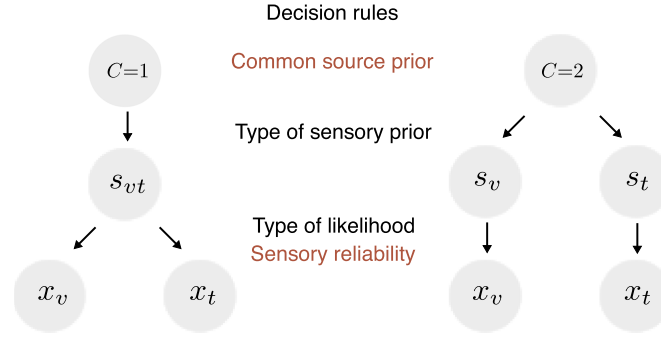 Decision rules
C=1
Common source prior
C=2
Type of sensory prior
s_vt
s_v
s_t
Type of likelihood
Sensory reliability
x_v
x_t
x_v
x_t